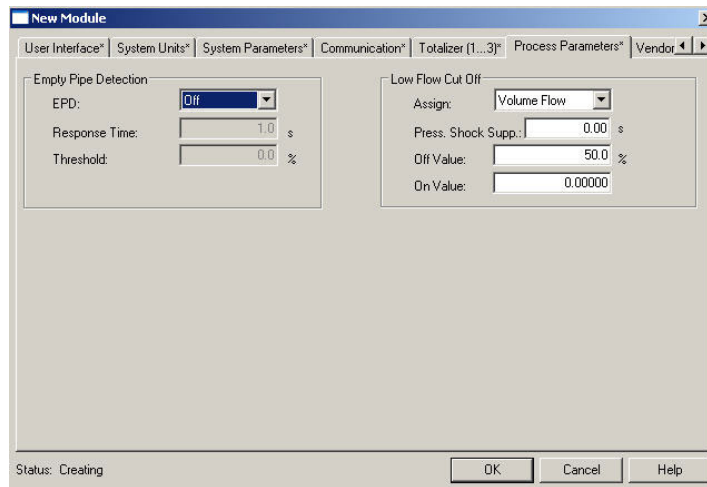 New Module
User Interface* System Units* System Parameters* Communication* Totalizer (1...3)* Process Parameters* Vendor
Empty Pipe Detection
EPD: Off
Response Time: 1.0 s
Threshold: 0.0 %
Low Flow Cut Off
Assign: Volume Flow
Press. Shock Supp.: 0.00 s
Off Value: 50.0 %
On Value: 0.00000
Status: Creating
OK Cancel Help